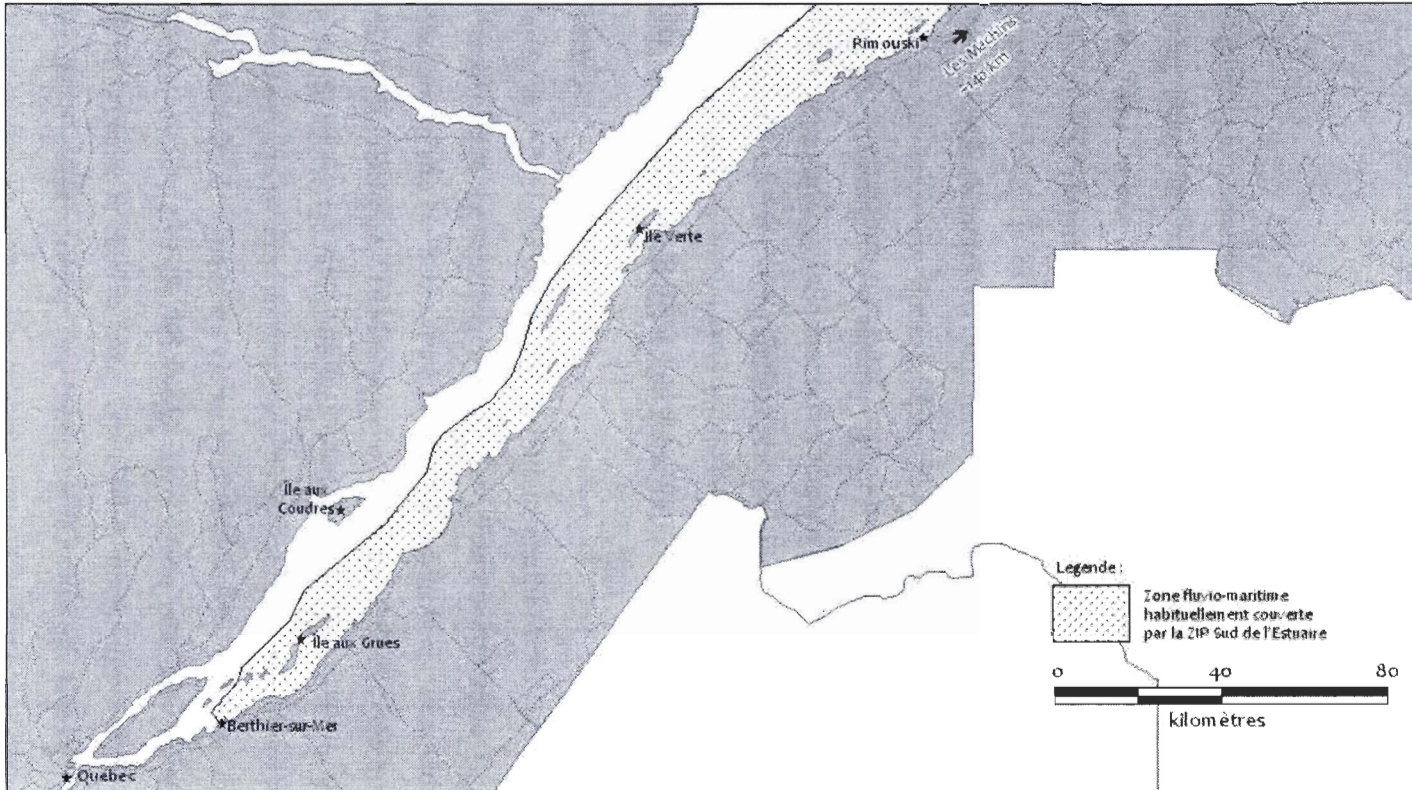 Rimouski
Les Méchins
≈140 km
Île Verte
Île aux
Coudres
Île aux Grues
Berthier-sur-Mer
Québec
Legende :
Zone fluvio-maritime
habituellement couverte
par la ZIP Sud de l'Estuaire
0 40 80
kilomètres